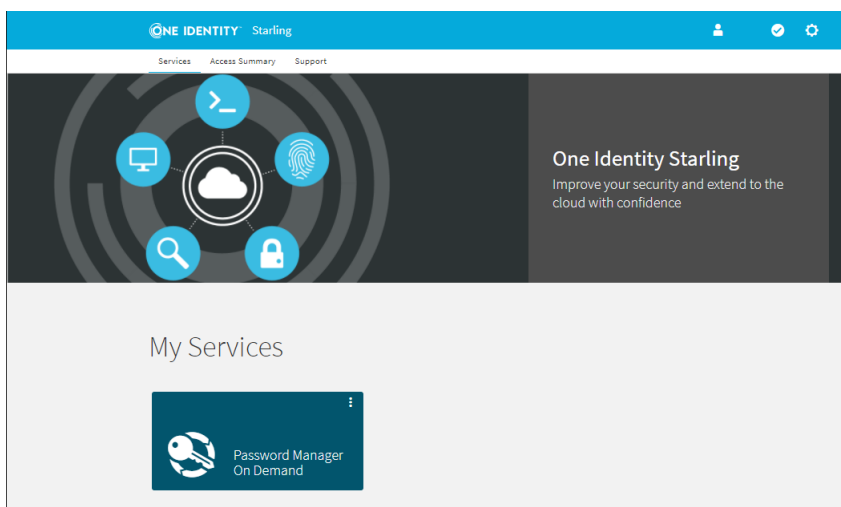 ONE IDENTITY™ Starling
Services Access Summary Support
One Identity Starling
Improve your security and extend to the
cloud with confidence
My Services
Password Manager
On Demand